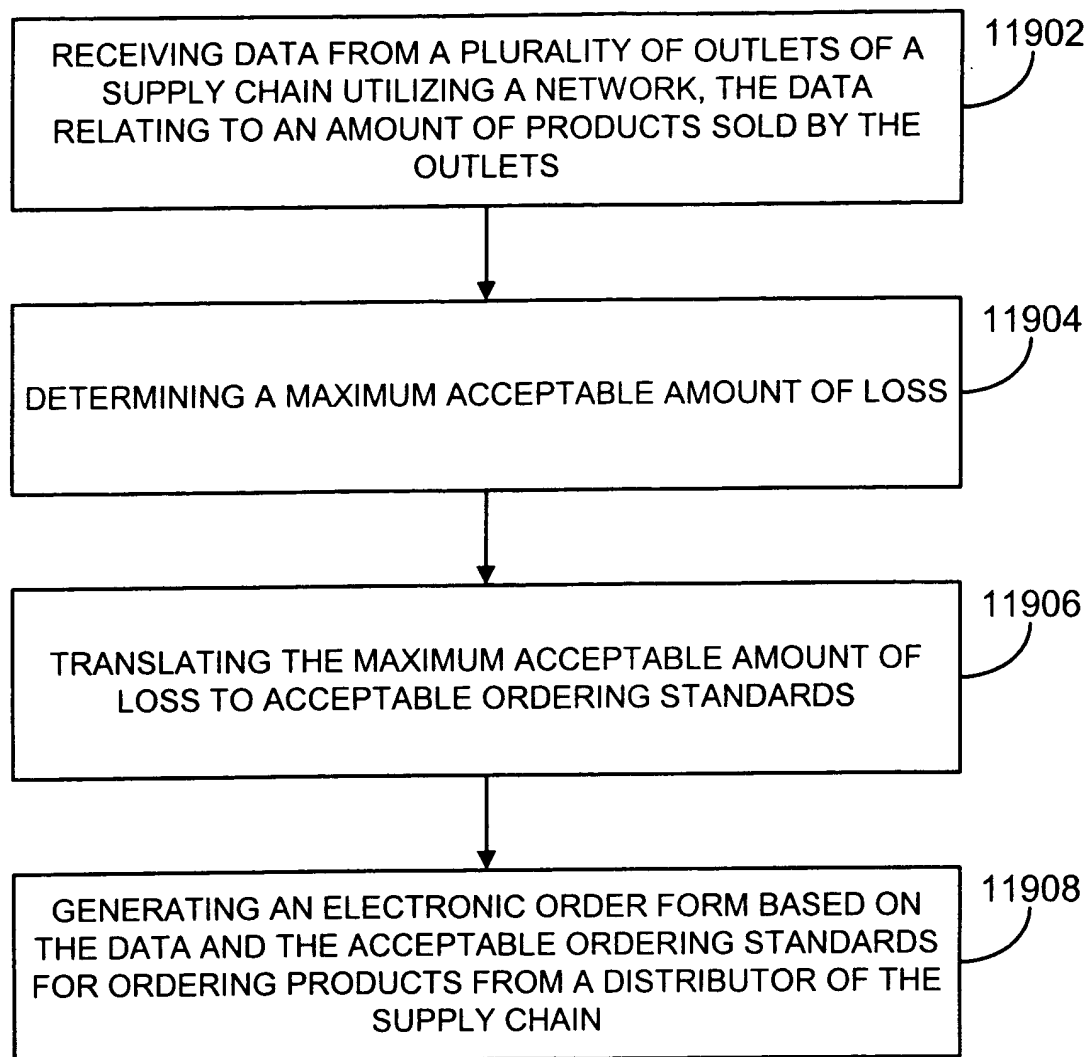 11902
RECEIVING DATA FROM A PLURALITY OF OUTLETS OF A
SUPPLY CHAIN UTILIZING A NETWORK, THE DATA
RELATING TO AN AMOUNT OF PRODUCTS SOLD BY THE
OUTLETS
11904
DETERMINING A MAXIMUM ACCEPTABLE AMOUNT OF LOSS
11906
TRANSLATING THE MAXIMUM ACCEPTABLE AMOUNT OF
LOSS TO ACCEPTABLE ORDERING STANDARDS
11908
GENERATING AN ELECTRONIC ORDER FORM BASED ON
THE DATA AND THE ACCEPTABLE ORDERING STANDARDS
FOR ORDERING PRODUCTS FROM A DISTRIBUTOR OF THE
SUPPLY CHAIN